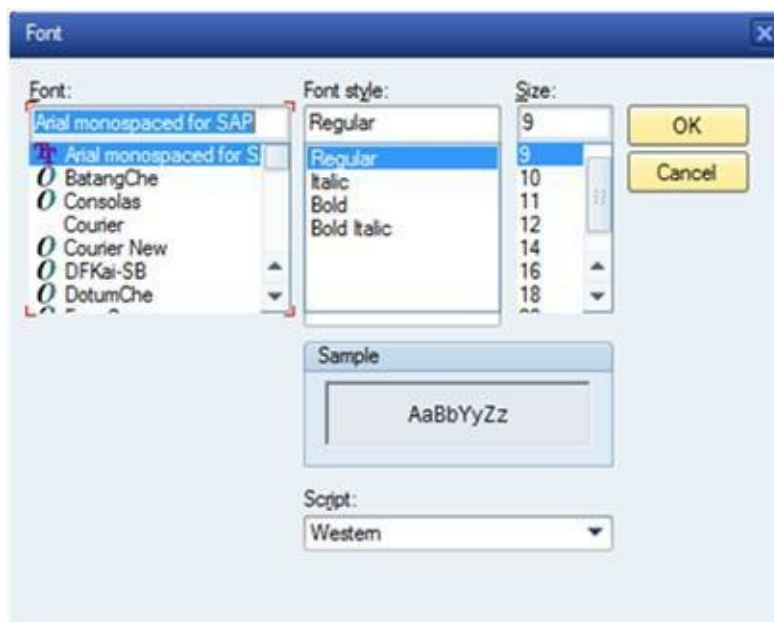 Font
Font:
Arial monospaced for SAP
Arial monospaced for S
BatangChe
Consolas
Courier
Courier New
DFKai-SB
DotumChe
Font style:
Regular
Regular
Italic
Bold
Bold Italic
Size:
9
9
10
11
12
14
16
18
OK
Cancel
Sample
AaBbYyZz
Script:
Western